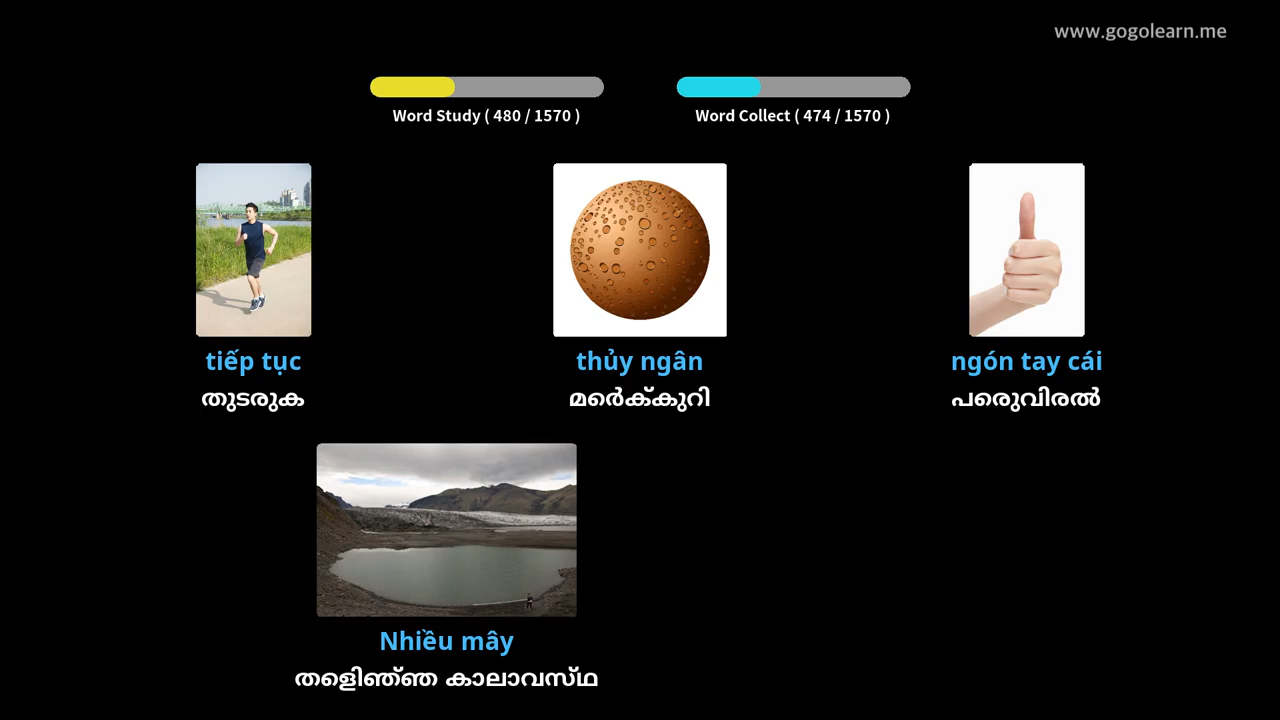 www.gogolearn.me
Word Study ( 480 / 1570 )
Word Collect ( 474 / 1570 )
tiếp tục
തുടരുക
thủy ngân
മെർക്കുറി
ngón tay cái
പെരുവിരൽ
Nhiều mây
തെളിഞ്ഞ കാലാവസ്ഥ